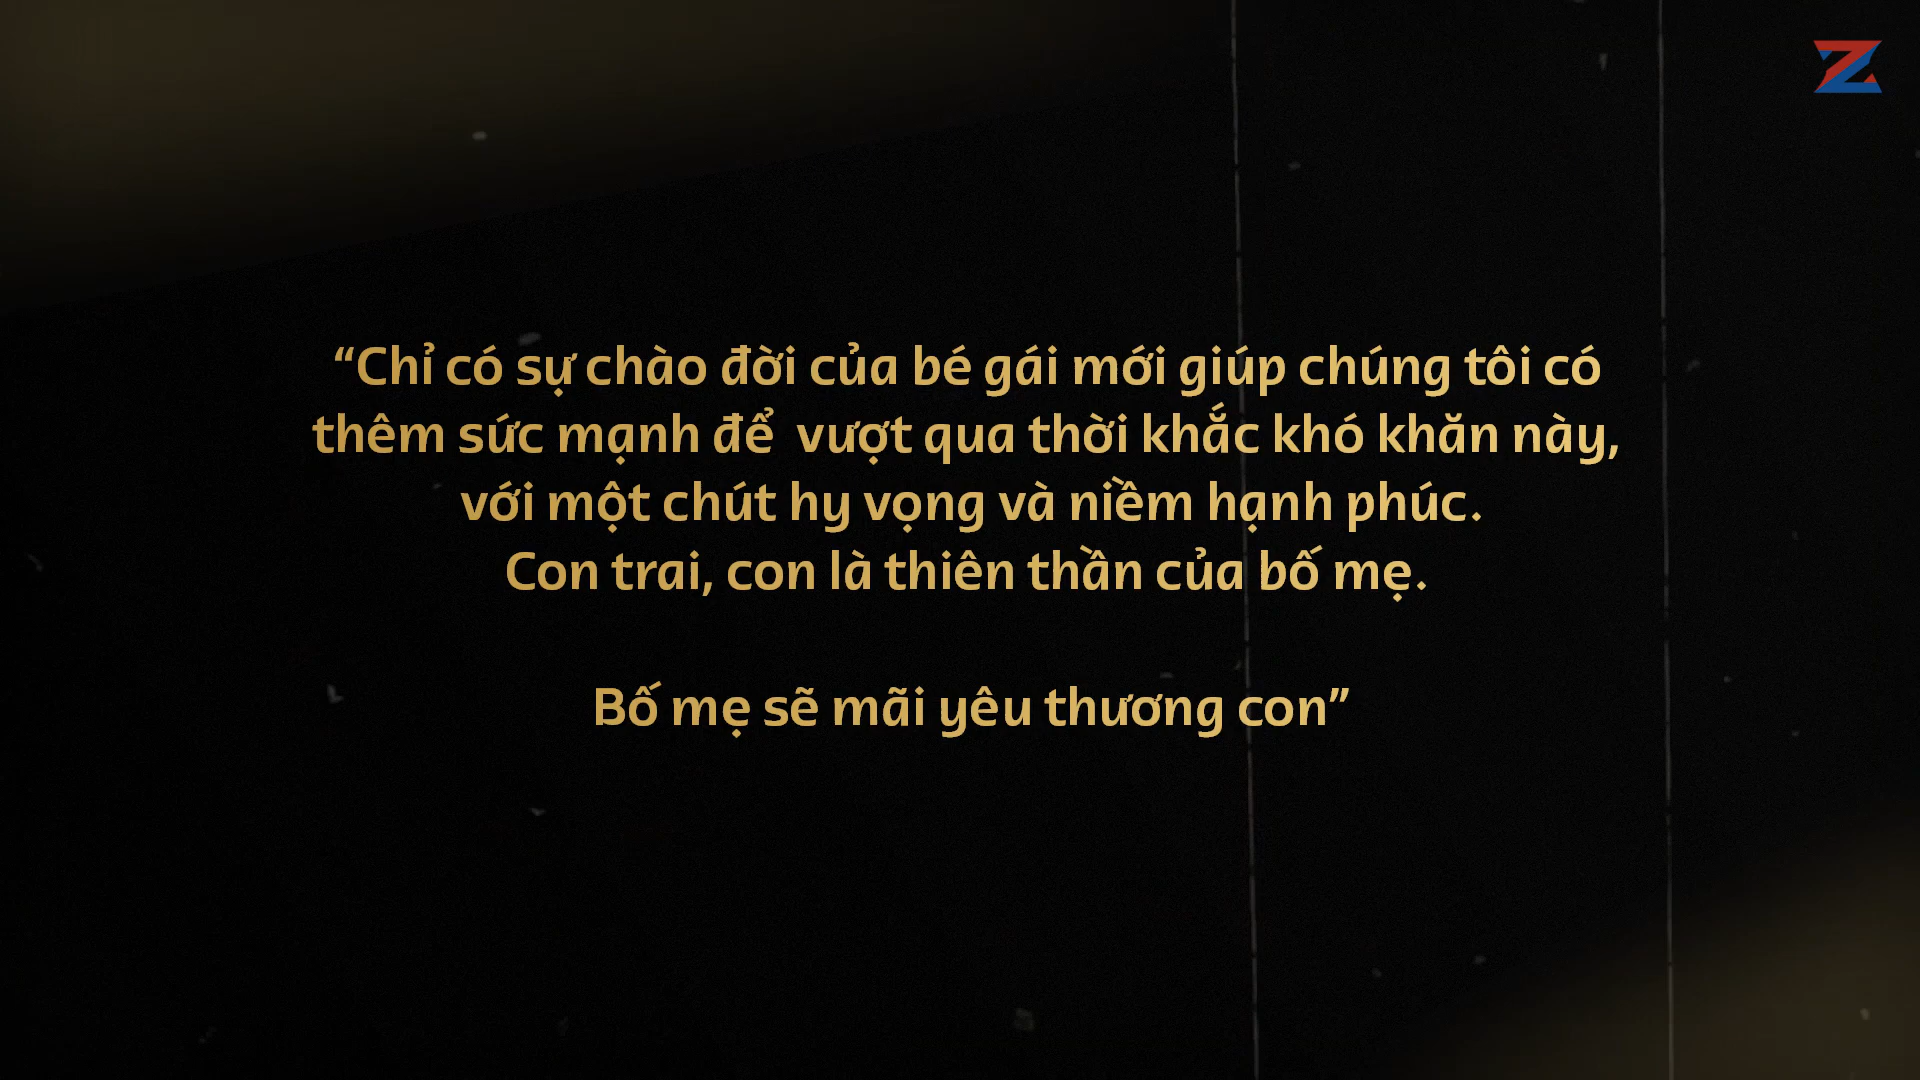 “Chỉ có sự chào đời của bé gái mới giúp chúng tôi có
thêm sức mạnh để vượt qua thời khắc khó khăn này,
với một chút hy vọng và niềm hạnh phúc.
Con trai, con là thiên thần của bố mẹ.
Bố mẹ sẽ mãi yêu thương con”